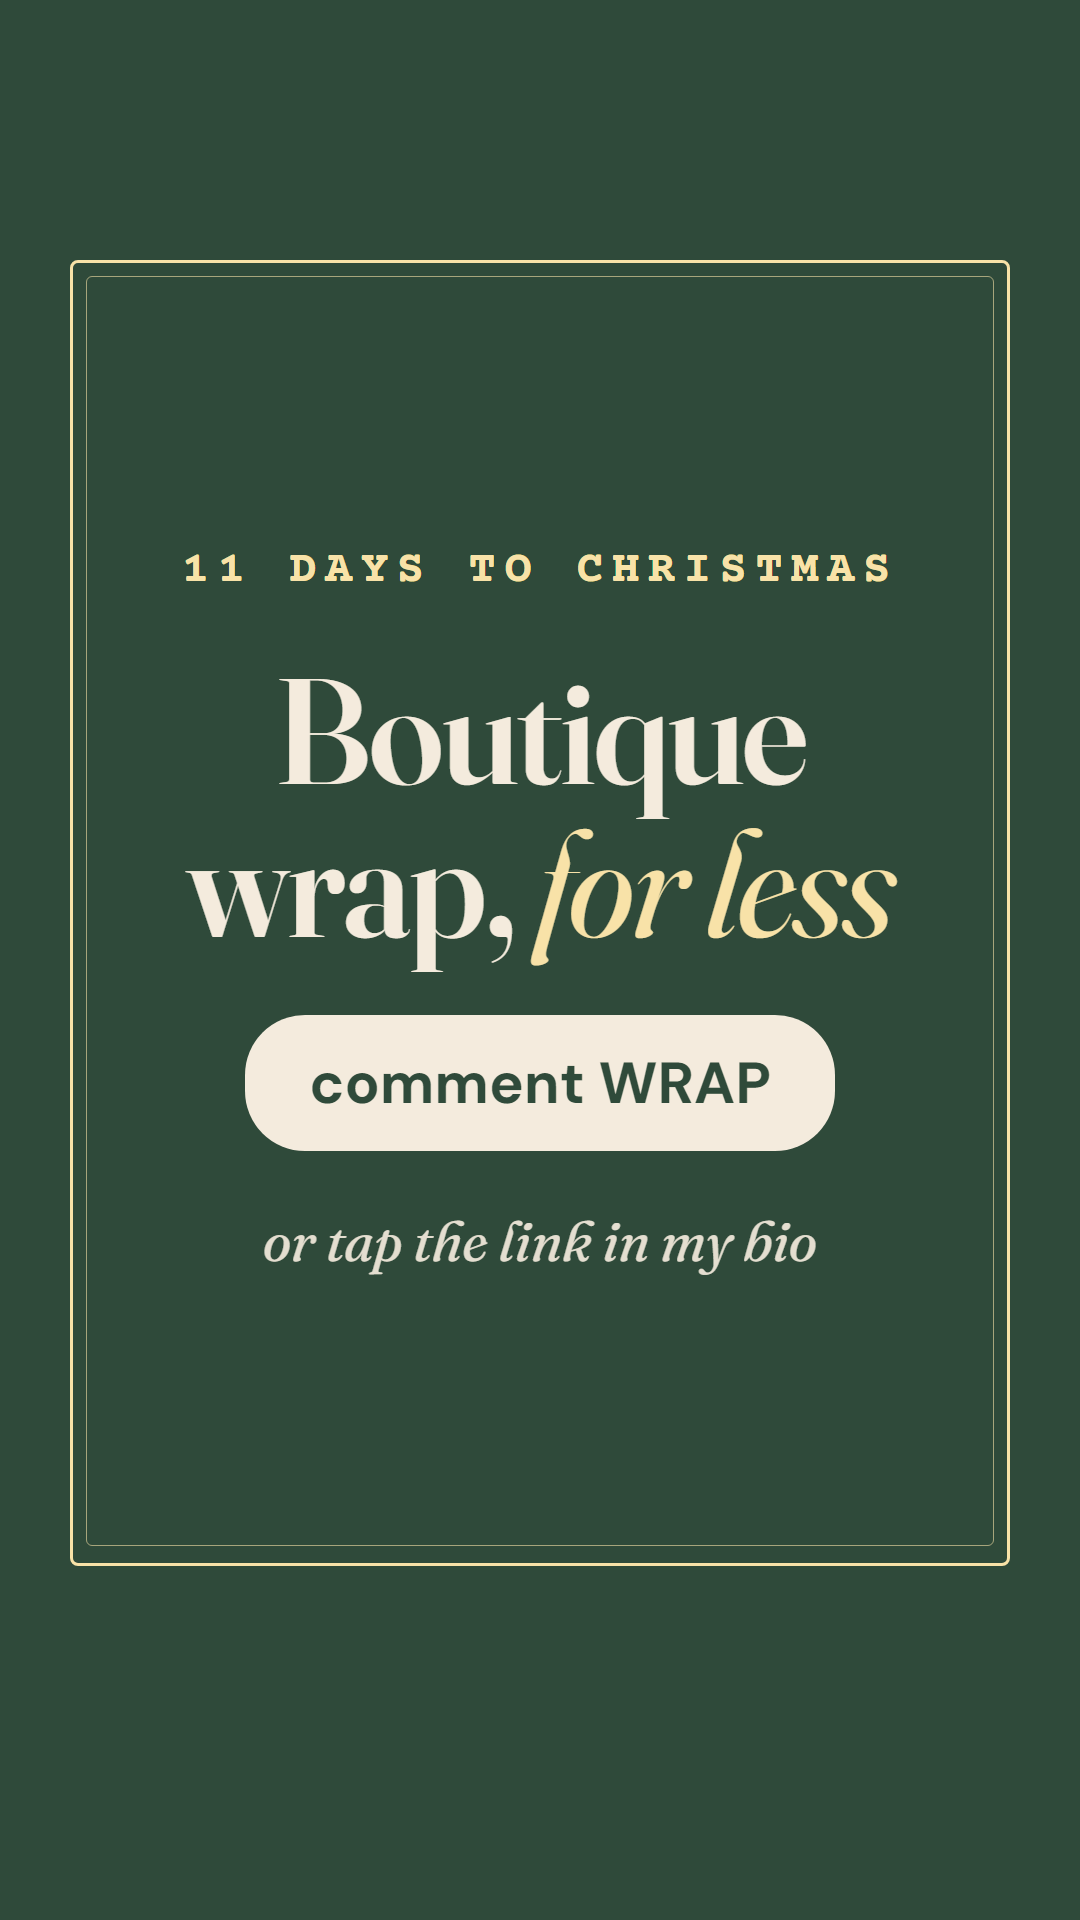 11 DAYS TO CHRISTMAS
Boutique
wrap, for less
comment WRAP
or tap the link in my bio